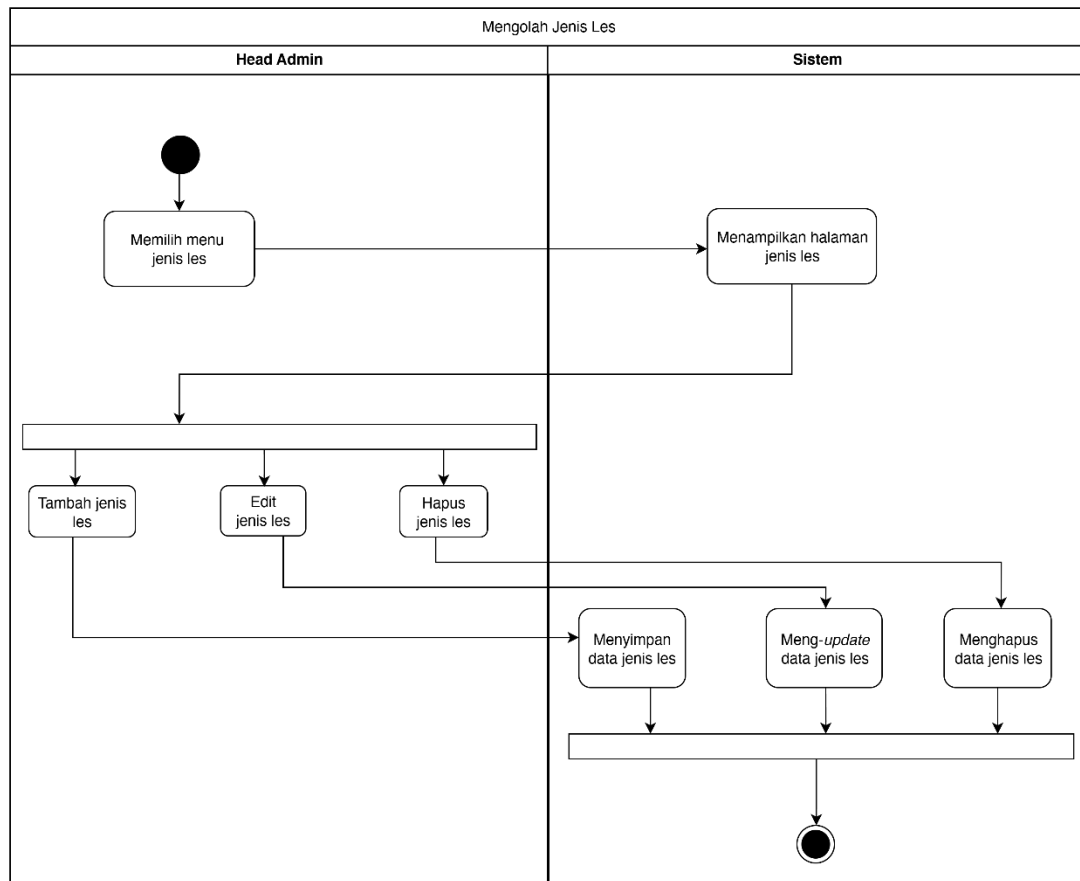 Mengolah Jenis Les
Head Admin
Sistem
Memilih menu
jenis les
Menampilkan halaman
jenis les
Tambah jenis
les
Edit
jenis les
Hapus
jenis les
Menyimpan
data jenis les
Meng-update
data jenis les
Menghapus
data jenis les